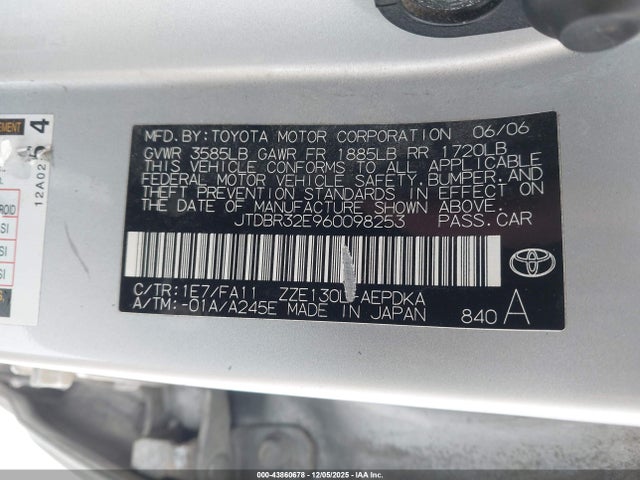 MFD. BY: TOYOTA MOTOR CORPORATION 06/06
GVWR 3585LB GAWR FR 1885LB RR 1720LB
THIS VEHICLE CONFORMS TO ALL APPLICABLE
FEDERAL MOTOR VEHICLE SAFETY, BUMPER, AND
THEFT PREVENTION STANDARDS IN EFFECT ON
THE DATE OF MANUFACTURE SHOWN ABOVE.
JTDBR32E960098253 PASS. CAR
C/TR: 1E7/FA11 ZZE130L-AEPDKA
A/TM: -01A/A245E MADE IN JAPAN 840 A
4
00-43860678 - 12/05/2025 - IAAI